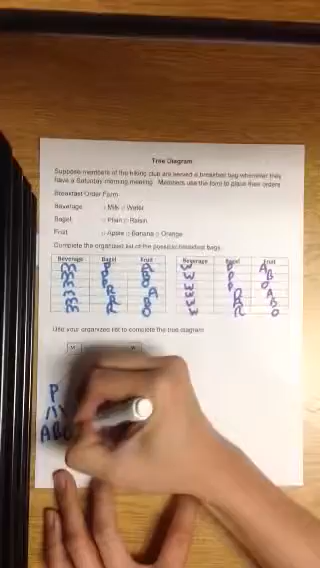 Tree Diagram
Suppose members of the hiking club are served a breakfast bag whenever they
have a Saturday morning meeting. Members use the form to place their orders.
Breakfast Order Form
Beverage □ Milk □ Water
Bagel □ Plain □ Raisin
Fruit □ Apple □ Banana □ Orange
Complete the organized list of the possible breakfast bags.
Beverage Bagel Fruit Beverage Bagel Fruit
m P A W P A
m P B W P B
m P O W P O
m R A W R A
m R B W R B
m R O W R O
Use your organized list to complete the tree diagram.
M W
P
A B